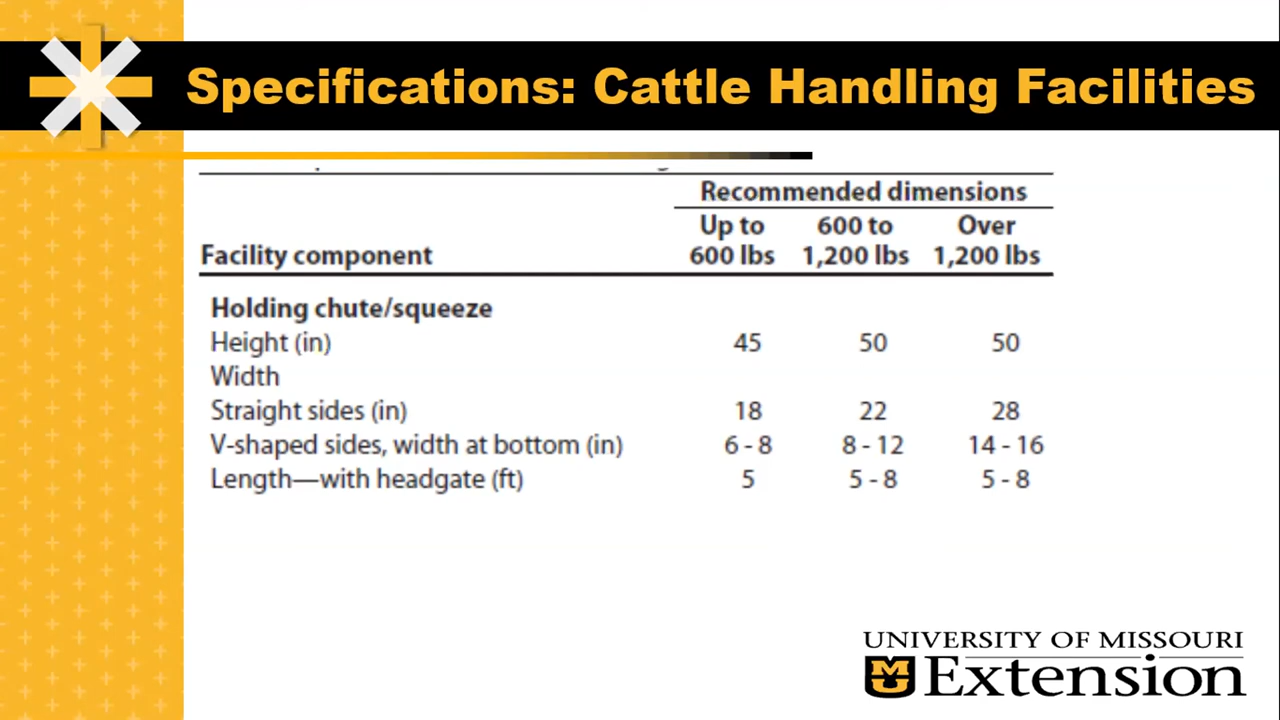 Specifications: Cattle Handling Facilities
Recommended dimensions
Up to 600 to Over
Facility component 600 lbs 1,200 lbs 1,200 lbs
Holding chute/squeeze
Height (in) 45 50 50
Width
Straight sides (in) 18 22 28
V-shaped sides, width at bottom (in) 6 - 8 8 - 12 14 - 16
Length—with headgate (ft) 5 5 - 8 5 - 8
UNIVERSITY OF MISSOURI
Extension